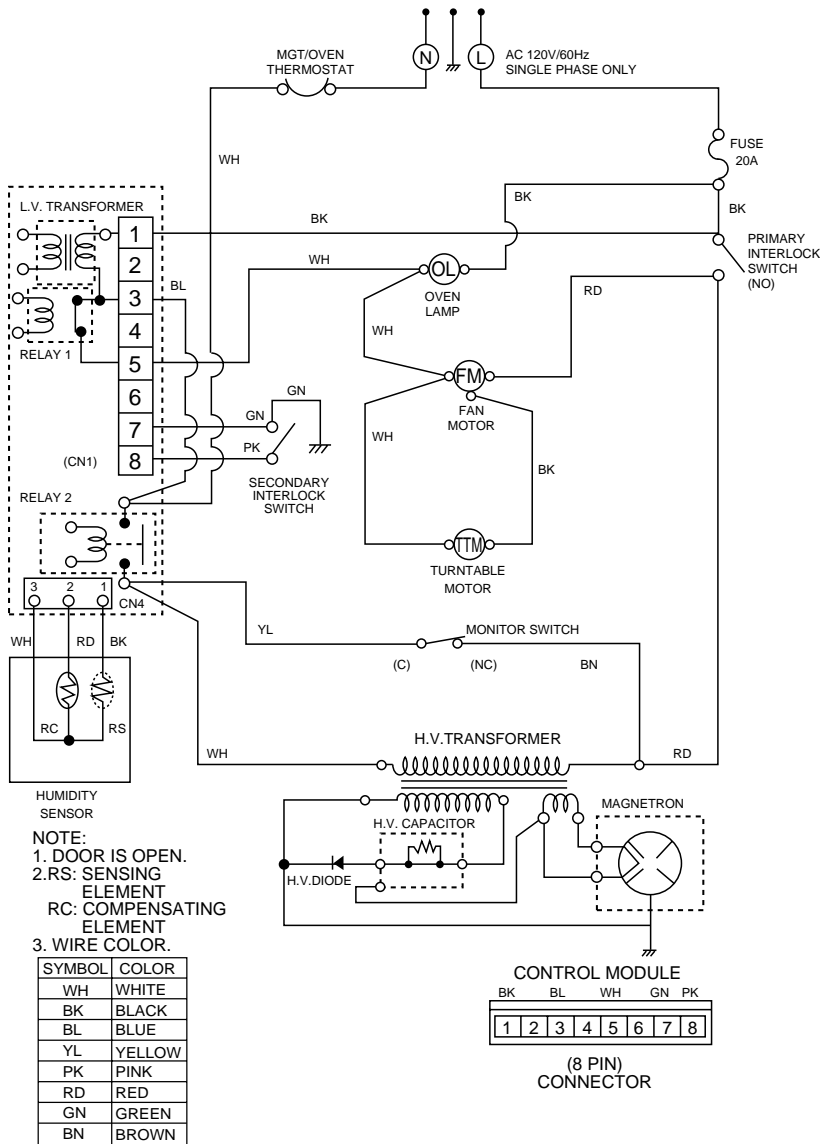 N
L
AC 120V/60Hz
SINGLE PHASE ONLY
MGT/OVEN
THERMOSTAT
FUSE
20A
WH
BK
BK
L.V. TRANSFORMER
BK
PRIMARY
INTERLOCK
SWITCH
(NO)
1
2
3
4
5
6
7
8
BL
WH
OL
OVEN
LAMP
RD
WH
RELAY 1
FM
FAN
MOTOR
GN
GN
PK
WH
BK
(CN1)
SECONDARY
INTERLOCK
SWITCH
RELAY 2
TTM
TURNTABLE
MOTOR
3 2 1
CN4
YL
MONITOR SWITCH
(C)
(NC)
BN
WH RD BK
RC
RS
HUMIDITY
SENSOR
WH
H.V.TRANSFORMER
RD
H.V. CAPACITOR
H.V.DIODE
MAGNETRON
NOTE:
1. DOOR IS OPEN.
2.RS: SENSING
ELEMENT
RC: COMPENSATING
ELEMENT
3. WIRE COLOR.
SYMBOL COLOR
WH WHITE
BK BLACK
BL BLUE
YL YELLOW
PK PINK
RD RED
GN GREEN
BN BROWN
CONTROL MODULE
BK BL WH GN PK
1 2 3 4 5 6 7 8
(8 PIN)
CONNECTOR